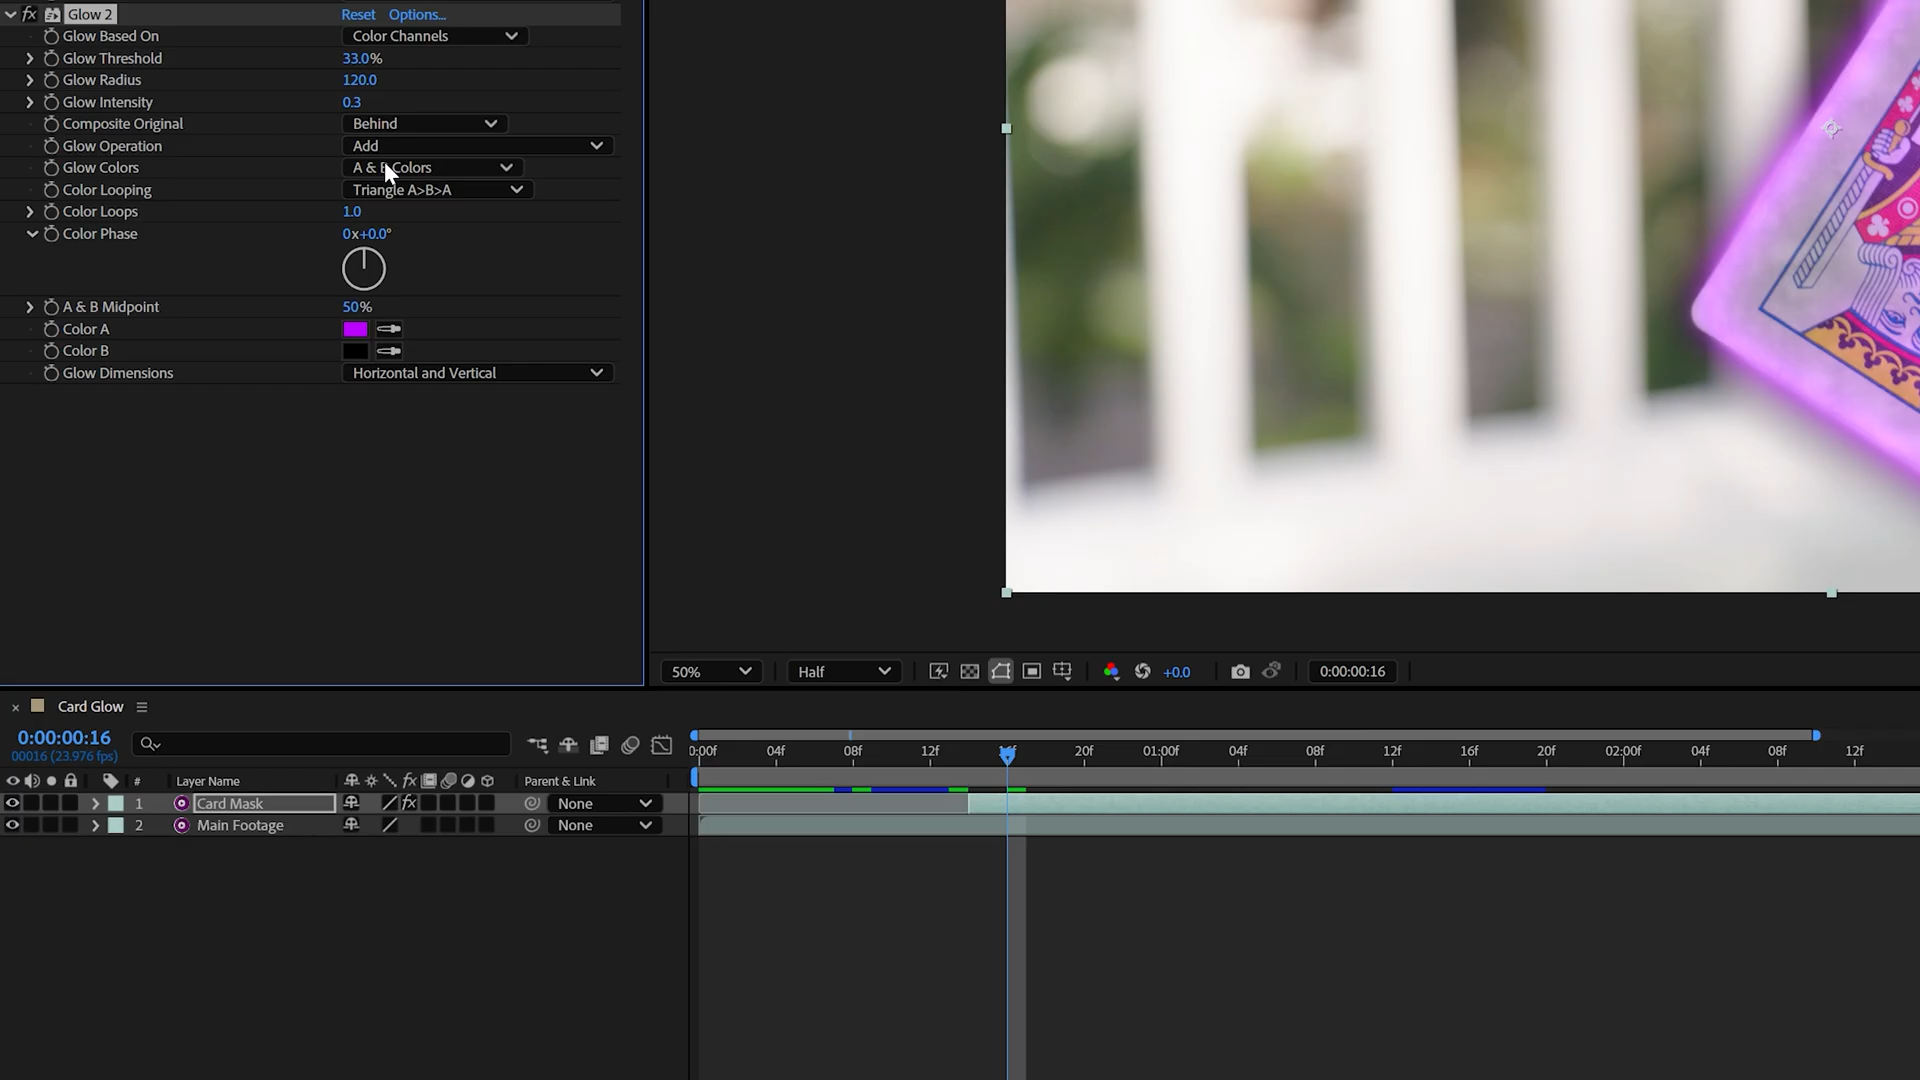 fx Glow 2 Reset Options...
Glow Based On Color Channels
Glow Threshold 33.0%
Glow Radius 120.0
Glow Intensity 0.3
Composite Original Behind
Glow Operation Add
Glow Colors A & B Colors
Color Looping Triangle A>B>A
Color Loops 1.0
Color Phase 0x+0.0°
A & B Midpoint 50%
Color A
Color B
Glow Dimensions Horizontal and Vertical
50% Half +0.0 0:00:00:16
× Card Glow
0:00:00:16
00016 (23.976 fps)
0:00f 04f 08f 12f 16f 20f 01:00f 04f 08f 12f 16f 20f 02:00f 04f 08f 12f
# Layer Name fx Parent & Link
1 Card Mask fx None
2 Main Footage None